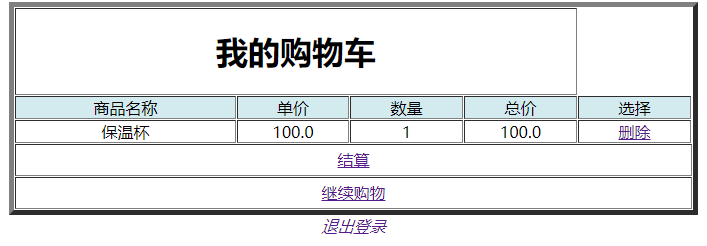 我的购物车
商品名称 单价 数量 总价 选择
保温杯 100.0 1 100.0 删除
结算
继续购物
退出登录